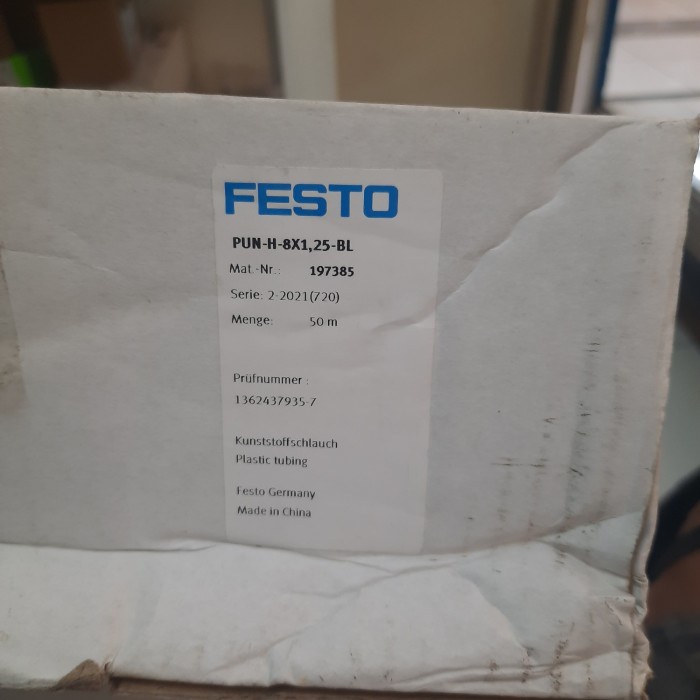 FESTO
PUN-H-8X1,25-BL
Mat.-Nr.: 197385
Serie: 2-2021(720)
Menge: 50 m
Prüfnummer :
1362437935-7
Kunststoffschlauch
Plastic tubing
Festo Germany
Made in China